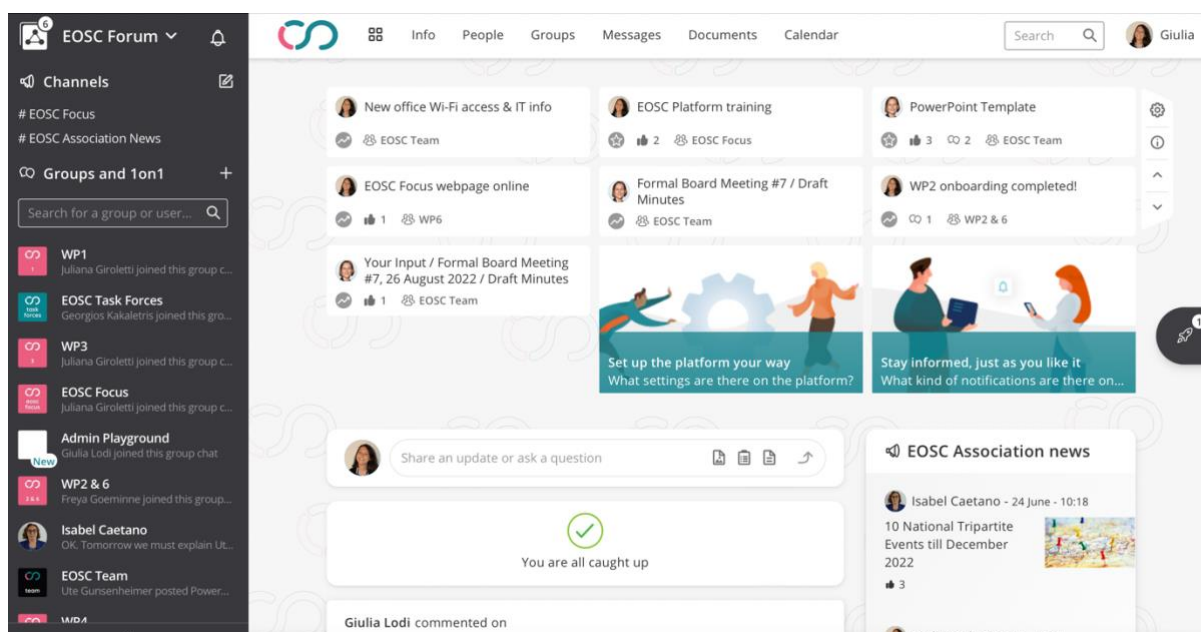 6
EOSC Forum
Info People Groups Messages Documents Calendar
Search
Giulia
Channels
# EOSC Focus
# EOSC Association News
Groups and 1on1
Search for a group or user...
WP1
Juliana Giroletti joined this group c...
EOSC Task Forces
Georgios Kakaletris joined this gro...
WP3
Juliana Giroletti joined this group c...
EOSC Focus
Juliana Giroletti joined this group c...
Admin Playground
Giulia Lodi joined this group chat
New
WP2 & 6
Freya Goeminne joined this group...
Isabel Caetano
OK. Tomorrow we must explain Ut...
EOSC Team
Ute Gunsenheimer posted Power...
WP4
New office Wi-Fi access & IT info
EOSC Team
EOSC Platform training
2 EOSC Focus
PowerPoint Template
3 2 EOSC Team
EOSC Focus webpage online
1 WP6
Formal Board Meeting #7 / Draft
Minutes
EOSC Team
WP2 onboarding completed!
1 WP2 & 6
Your Input / Formal Board Meeting
#7, 26 August 2022 / Draft Minutes
1 EOSC Team
Set up the platform your way
What settings are there on the platform?
Stay informed, just as you like it
What kind of notifications are there on...
1
Share an update or ask a question
You are all caught up
Giulia Lodi commented on
EOSC Association news
Isabel Caetano - 24 June - 10:18
10 National Tripartite
Events till December
2022
3